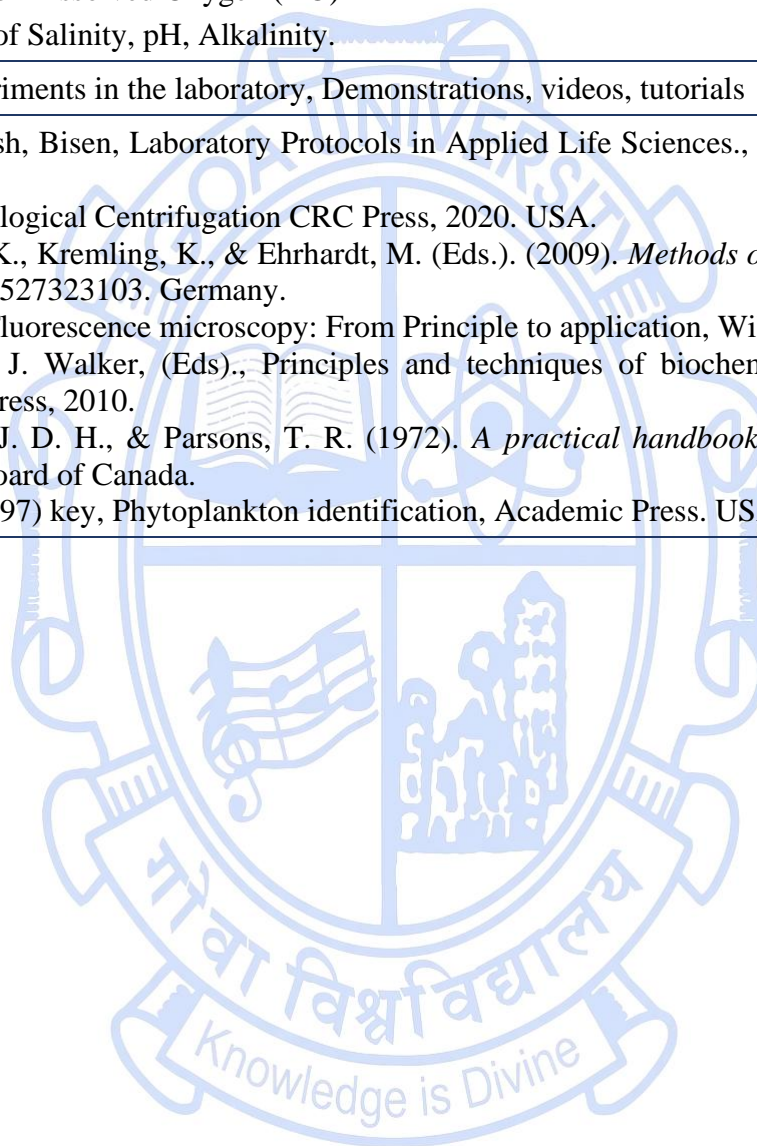 of Salinity, pH, Alkalinity.
riments in the laboratory, Demonstrations, videos, tutorials
sh, Bisen, Laboratory Protocols in Applied Life Sciences.,
logical Centrifugation CRC Press, 2020. USA.
K., Kremling, K., & Ehrhardt, M. (Eds.). (2009). Methods o
527323103. Germany.
luorescence microscopy: From Principle to application, Wi
J. Walker, (Eds)., Principles and techniques of biochem
ress, 2010.
J. D. H., & Parsons, T. R. (1972). A practical handbook
oard of Canada.
97) key, Phytoplankton identification, Academic Press. US
GOA UNIVERSITY
गोंवा विश्वविद्यालय
Knowledge is Divine